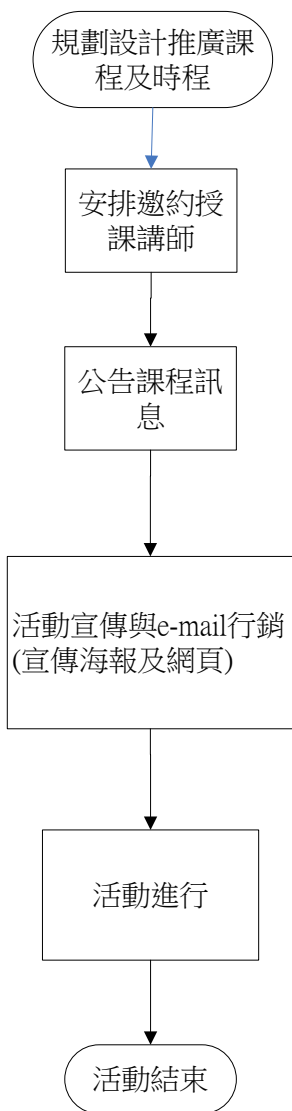 規劃設計推廣課
程及時程
安排邀約授
課講師
公告課程訊
息
活動宣傳與e-mail行銷
(宣傳海報及網頁)
活動進行
活動結束